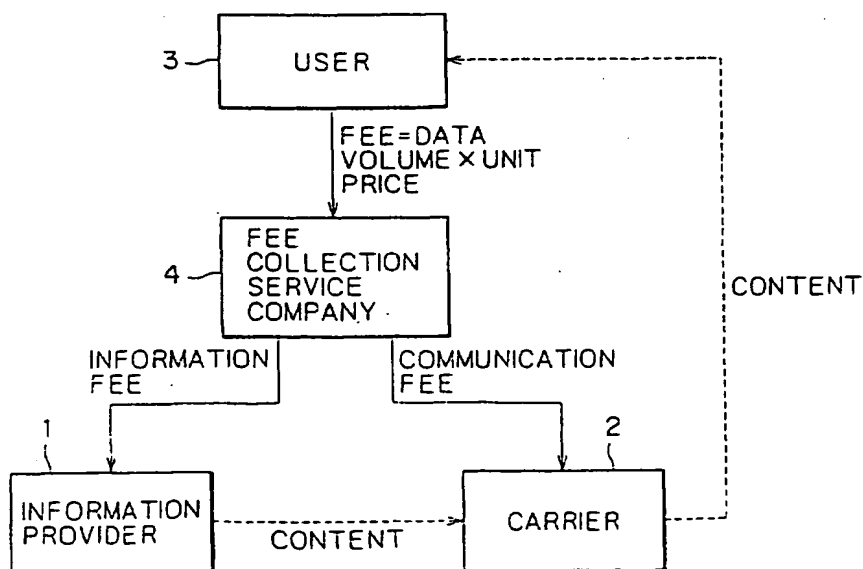 3
USER
FEE=DATA
VOLUME×UNIT
PRICE
4
FEE
COLLECTION
SERVICE
COMPANY
CONTENT
INFORMATION
FEE
COMMUNICATION
FEE
1
2
INFORMATION
PROVIDER
CONTENT
CARRIER